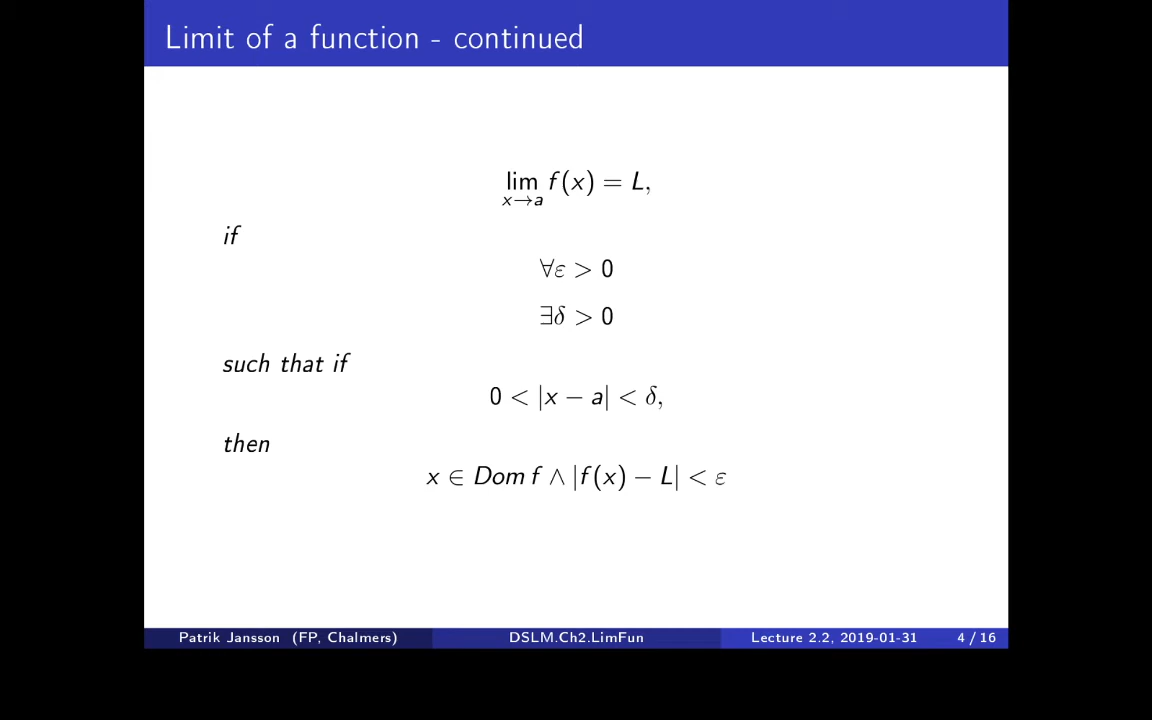 Limit of a function - continued
lim f(x) = L,
x→a
if
∀ε > 0
∃δ > 0
such that if
0 < |x − a| < δ,
then
x ∈ Dom f ∧ |f(x) − L| < ε
Patrik Jansson (FP, Chalmers) DSLM.Ch2.LimFun Lecture 2.2, 2019-01-31 4 / 16